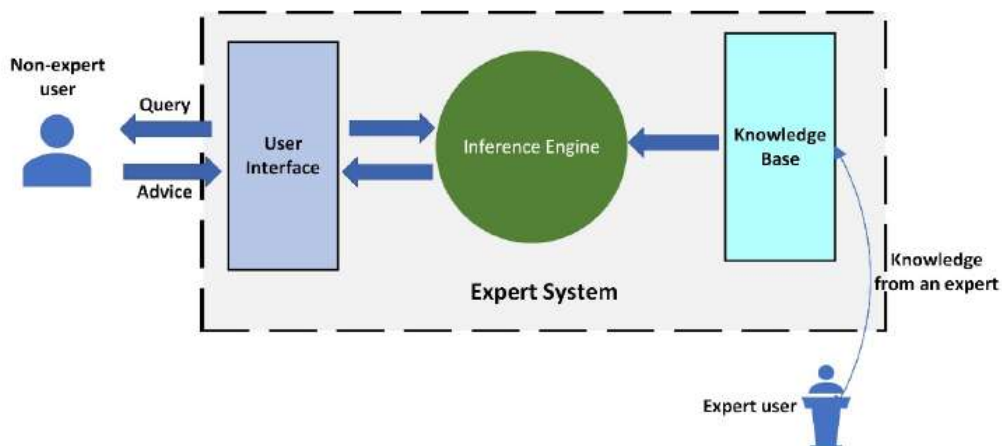 Non-expert
user
Query
Advice
User
Interface
Inference Engine
Knowledge
Base
Expert System
Knowledge
from an expert
Expert user